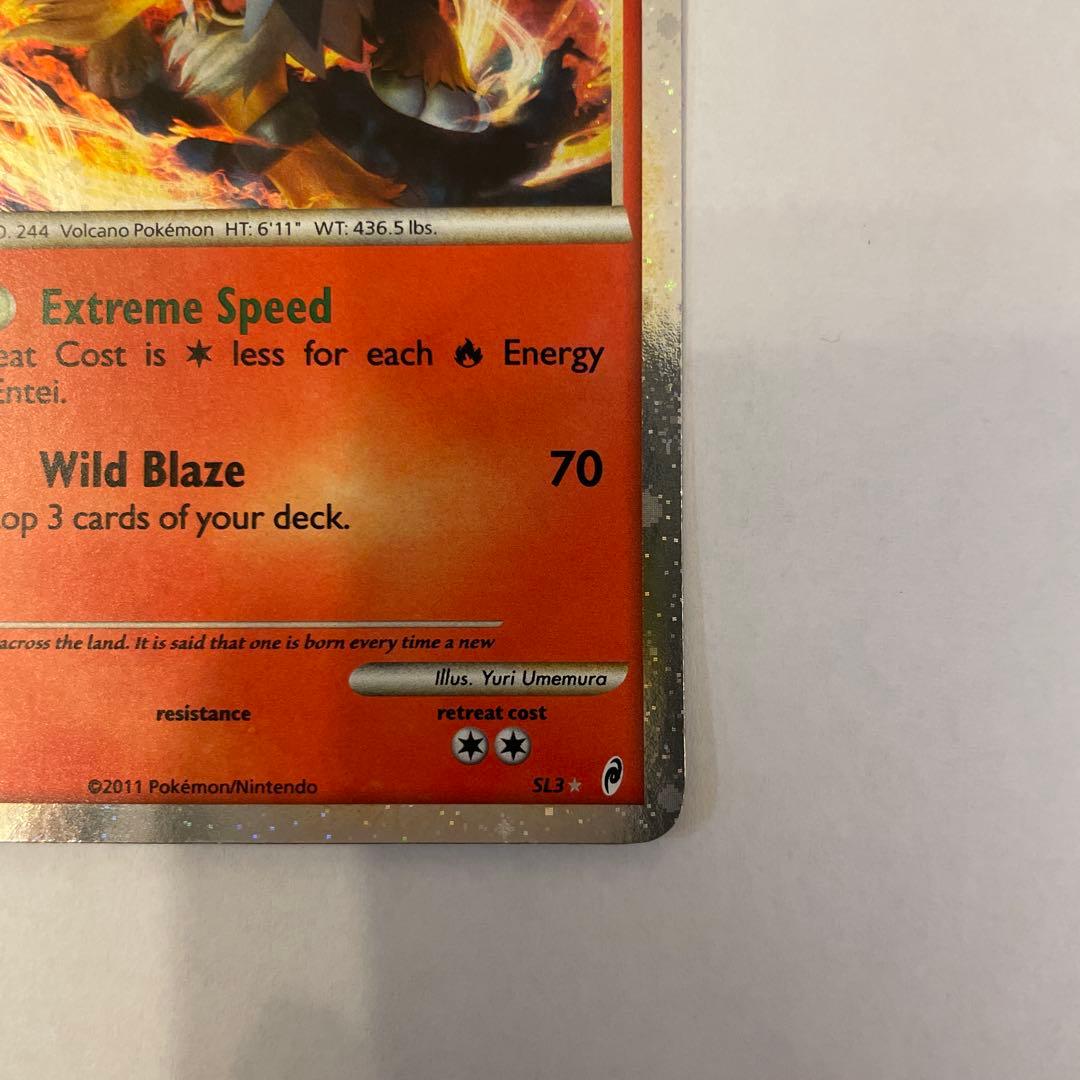 244 Volcano Pokémon HT: 6'11" WT: 436.5 lbs.
Extreme Speed
Cost is less for each Energy
Entei.
Wild Blaze 70
op 3 cards of your deck.
across the land. It is said that one is born every time a new
Illus. Yuri Umemura
resistance retreat cost
©2011 Pokémon/Nintendo SL3